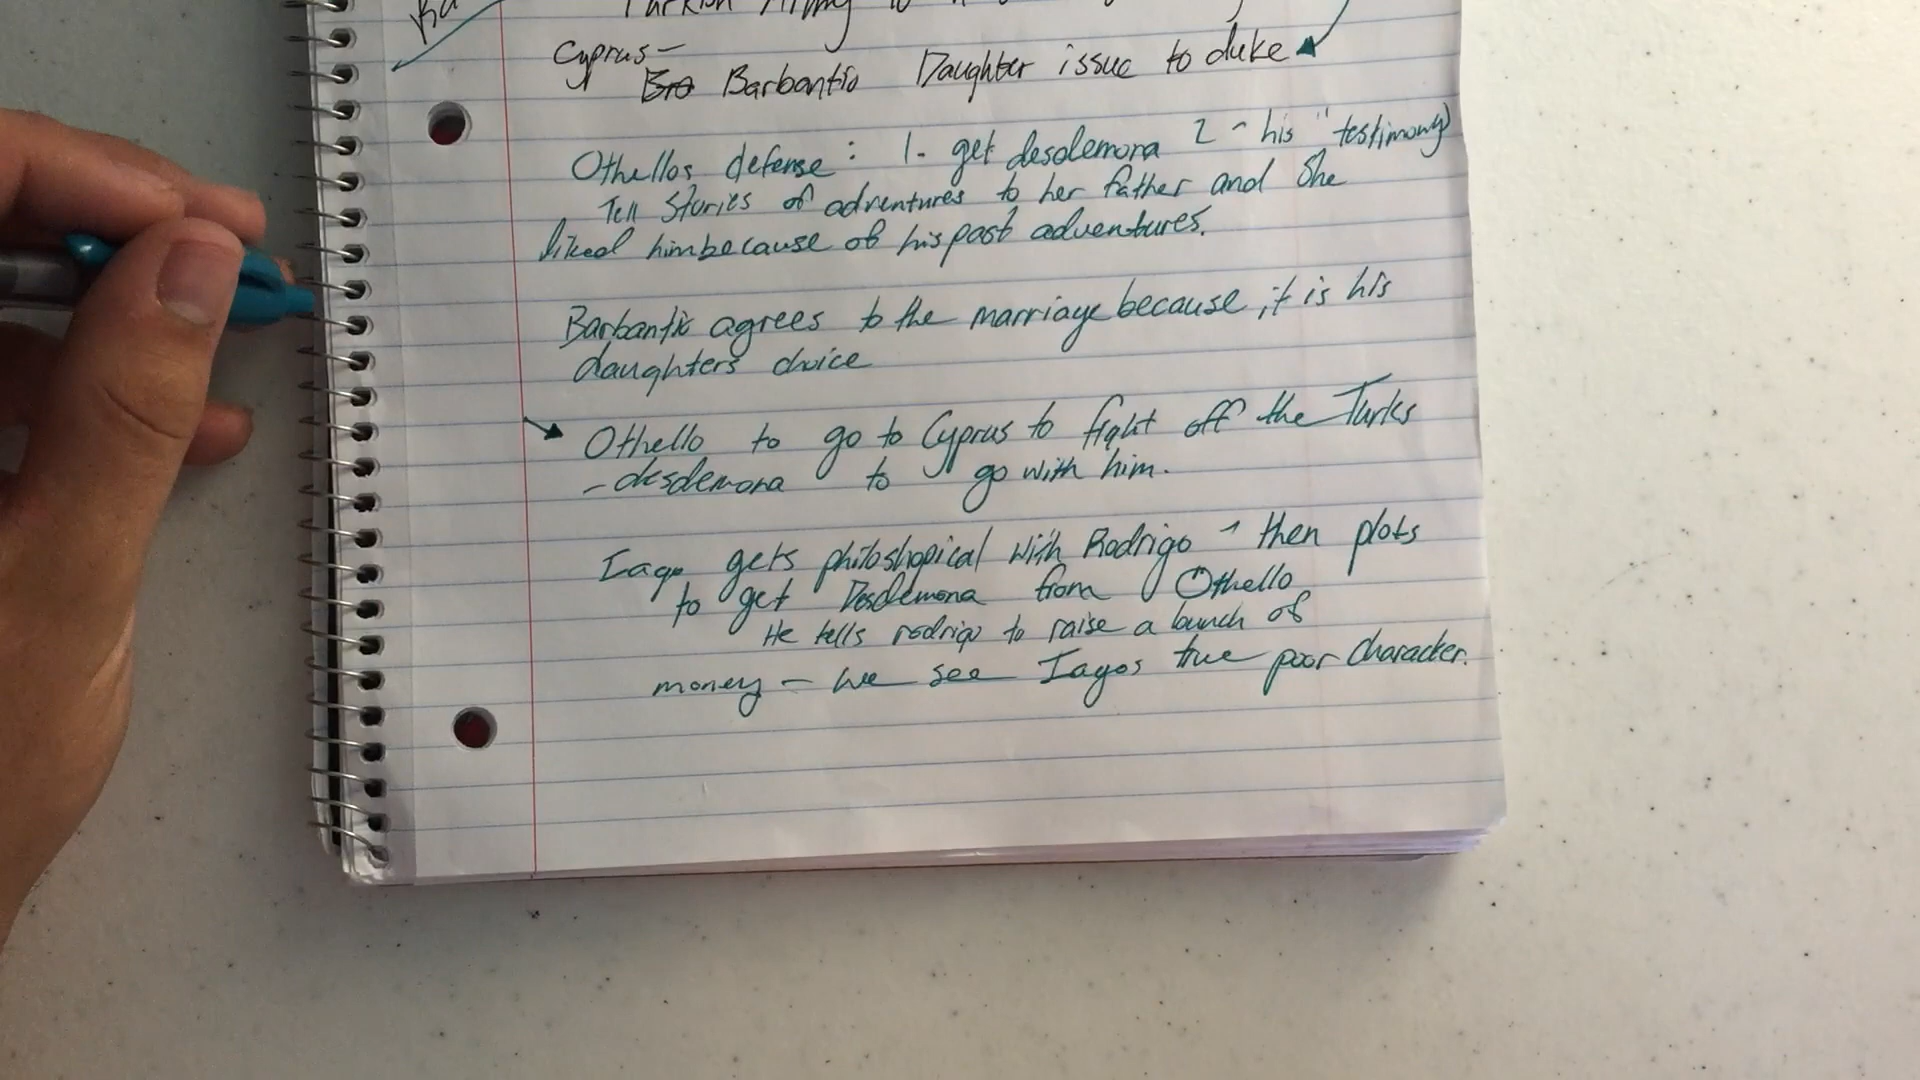 Turkish Army to
Cyprus —
Bro Barbantio Daughter issue to duke
Othellos defense : 1. get desdemona 2 - his "testimony)
Tell Stories of adventures to her father and She
liked him because of his past adventures.
Barbantio agrees to the marriage because it is his
daughters choice
Othello to go to Cyprus to fight off the Turks
- desdemona to go with him.
Iago gets philoshopical with Rodrigo - then plots
to get Desdemona from Othello
He tells rodrigo to raise a bunch of
money - we see Iagos true poor Character.